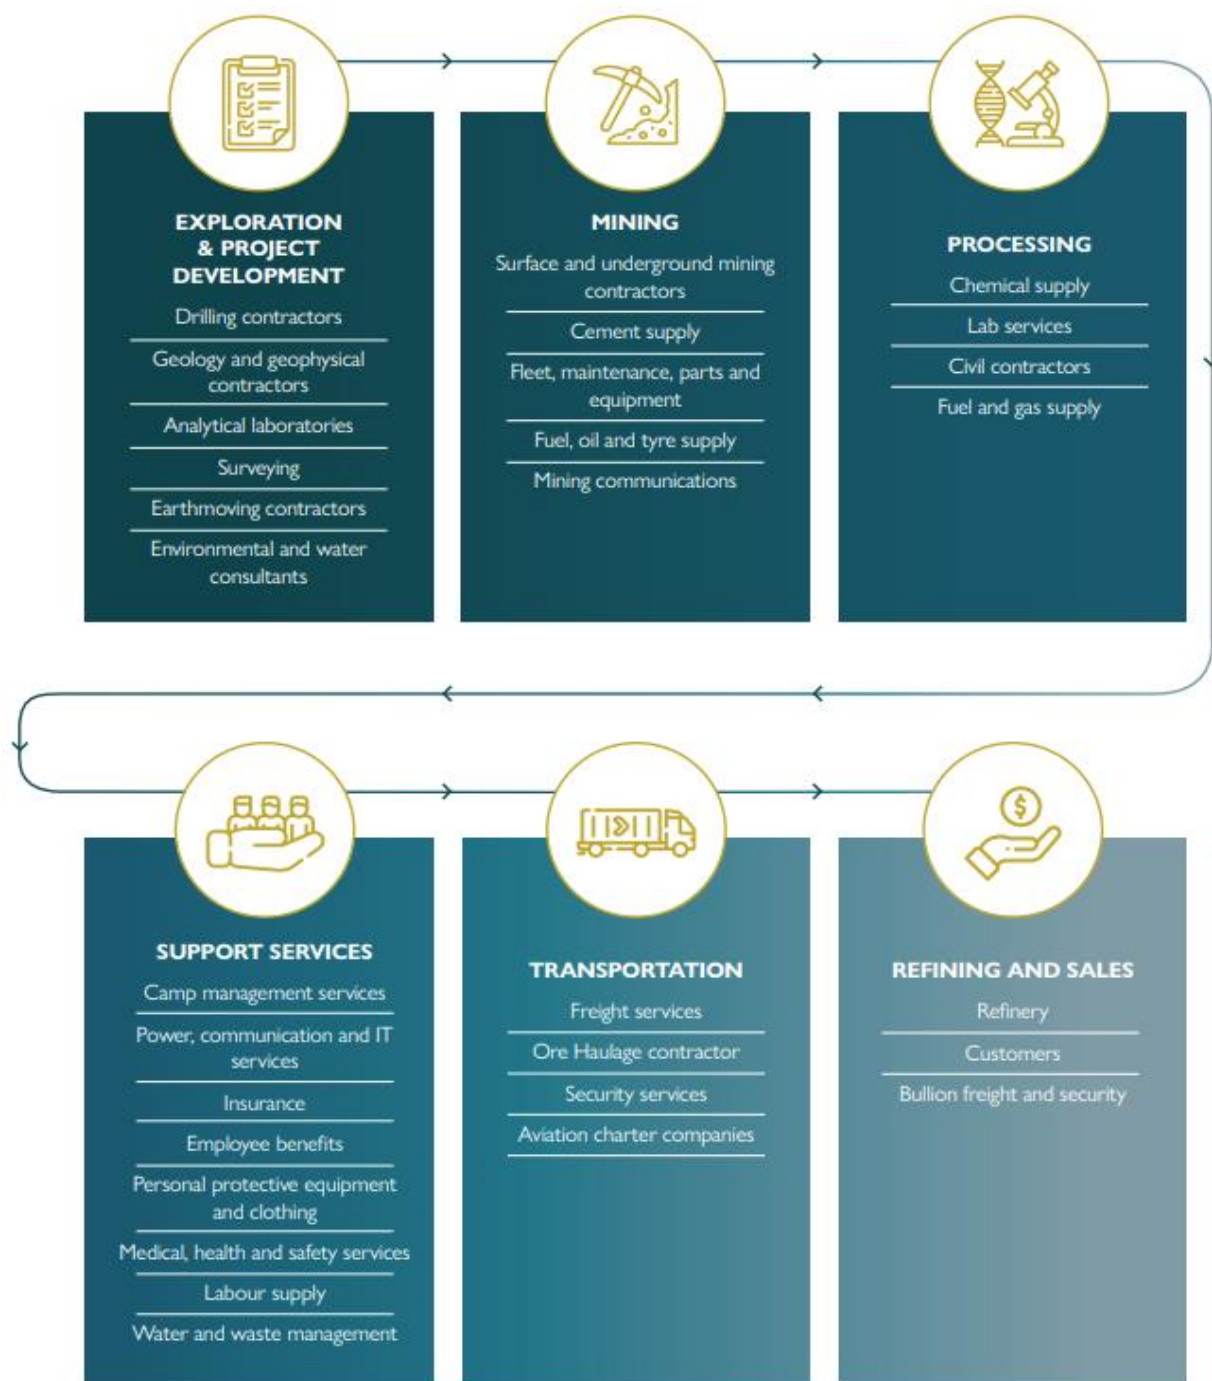 EXPLORATION
& PROJECT
DEVELOPMENT
Drilling contractors
Geology and geophysical
contractors
Analytical laboratories
Surveying
Earthmoving contractors
Environmental and water
consultants
MINING
Surface and underground mining
contractors
Cement supply
Fleet, maintenance, parts and
equipment
Fuel, oil and tyre supply
Mining communications
PROCESSING
Chemical supply
Lab services
Civil contractors
Fuel and gas supply
SUPPORT SERVICES
Camp management services
Power, communication and IT
services
Insurance
Employee benefits
Personal protective equipment
and clothing
Medical, health and safety services
Labour supply
Water and waste management
TRANSPORTATION
Freight services
Ore Haulage contractor
Security services
Aviation charter companies
$
REFINING AND SALES
Refinery
Customers
Bullion freight and security